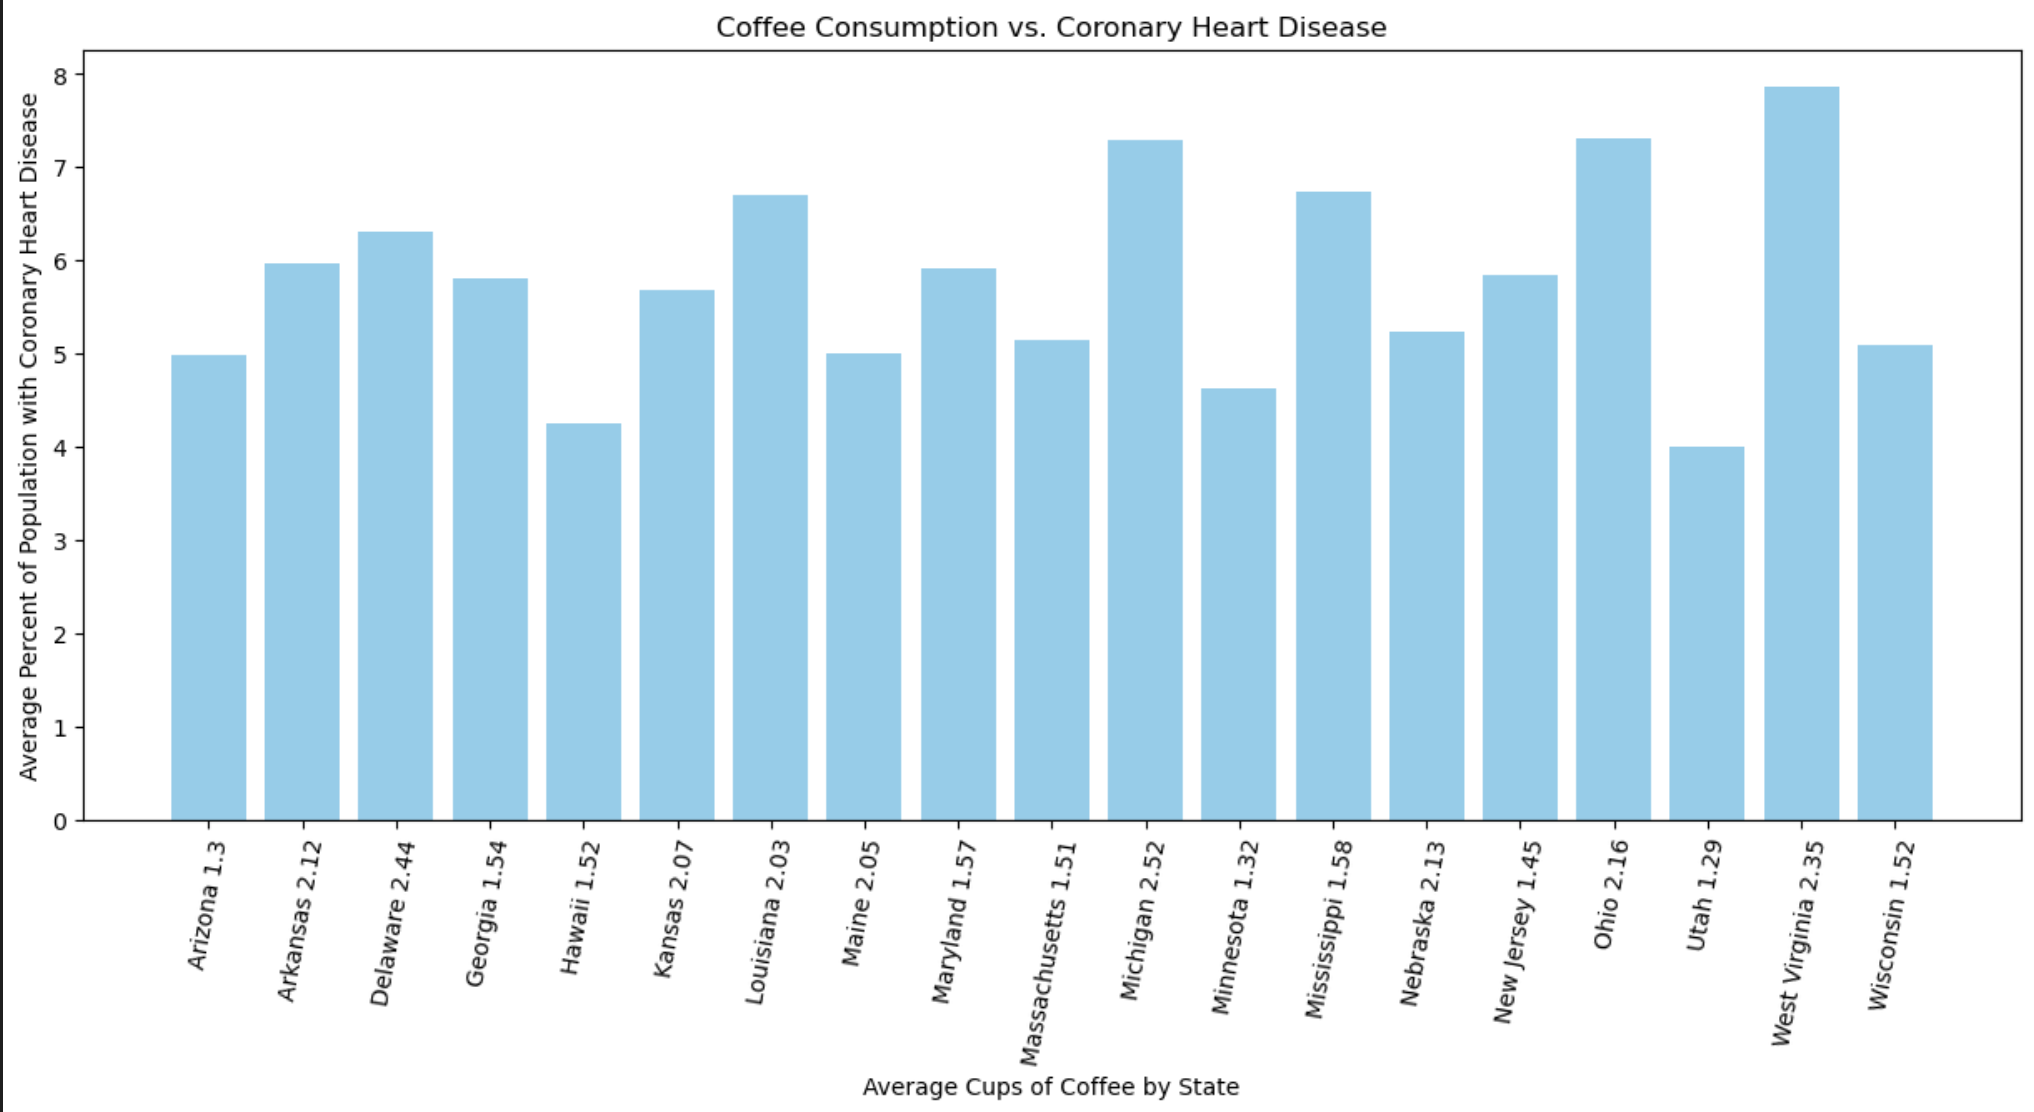 Coffee Consumption vs. Coronary Heart Disease
Average Percent of Population with Coronary Heart Disease
8
7
6
5
4
3
2
1
0
Arizona 1.3
Arkansas 2.12
Delaware 2.44
Georgia 1.54
Hawaii 1.52
Kansas 2.07
Louisiana 2.03
Maine 2.05
Maryland 1.57
Massachusetts 1.51
Michigan 2.52
Minnesota 1.32
Mississippi 1.58
Nebraska 2.13
New Jersey 1.45
Ohio 2.16
Utah 1.29
West Virginia 2.35
Wisconsin 1.52
Average Cups of Coffee by State